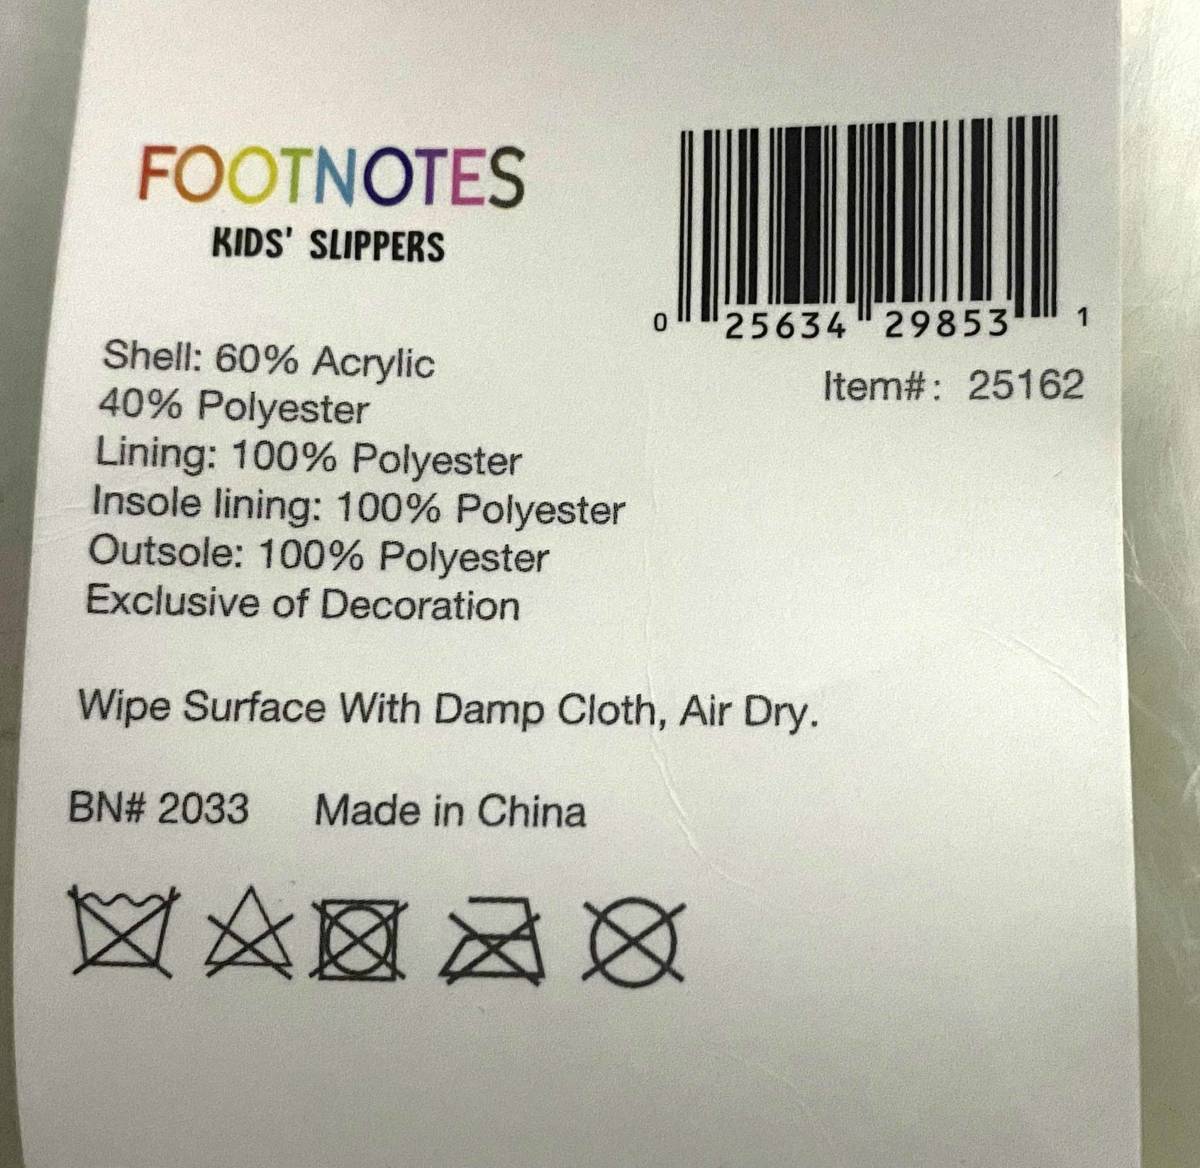 FOOTNOTES
KIDS' SLIPPERS
0 25634 29853 1
Item#: 25162
Shell: 60% Acrylic
40% Polyester
Lining: 100% Polyester
Insole lining: 100% Polyester
Outsole: 100% Polyester
Exclusive of Decoration
Wipe Surface With Damp Cloth, Air Dry.
BN# 2033 Made in China